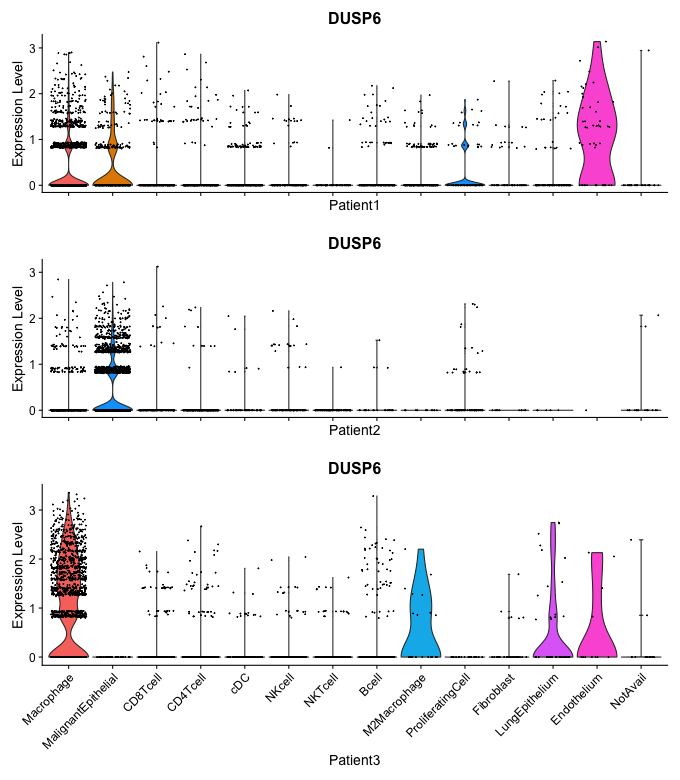 DUSP6
Expression Level
3
2
1
0
Patient1
DUSP6
Expression Level
3
2
1
0
Patient2
DUSP6
Expression Level
3
2
1
0
Macrophage
MalignantEpithelial
CD8Tcell
CD4Tcell
cDC
NKcell
NKTcell
Bcell
M2Macrophage
ProliferatingCell
Fibroblast
LungEpithelium
Endothelium
NotAvail
Patient3